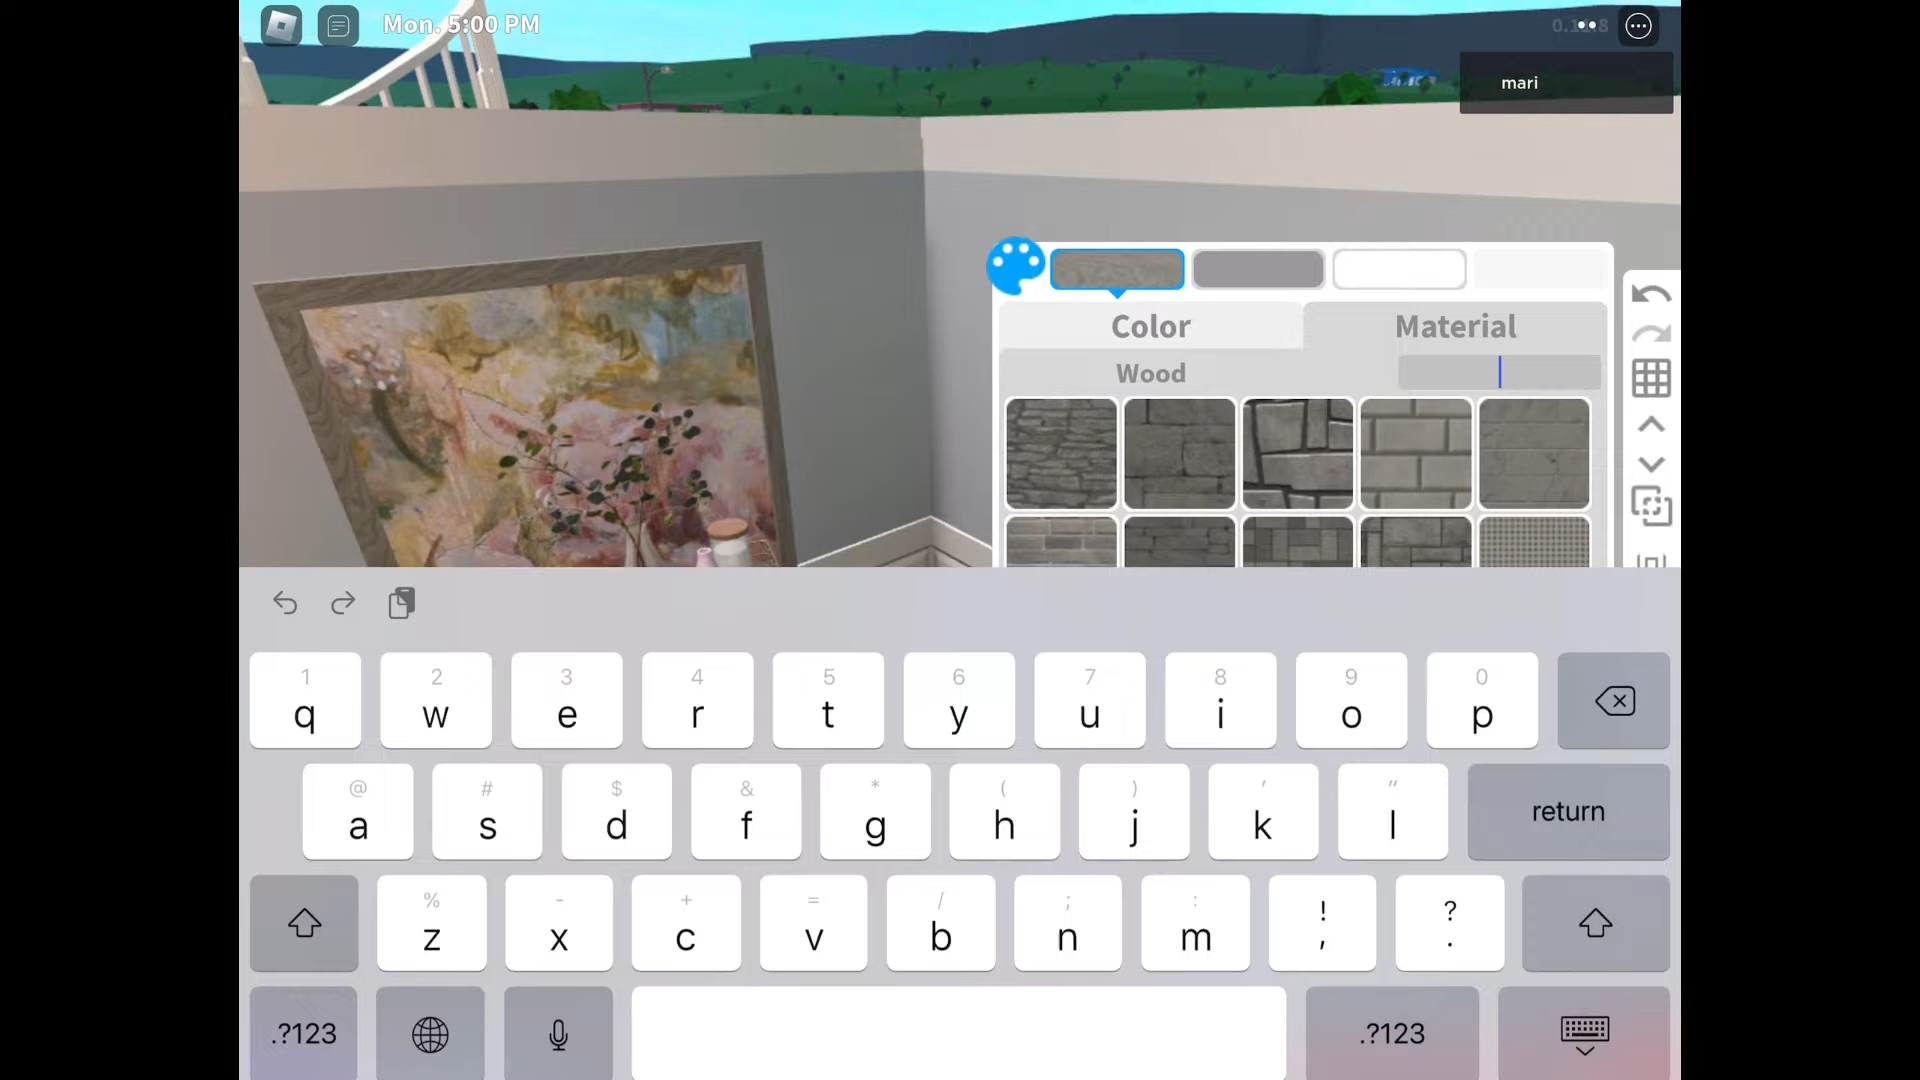 Mon. 5:00 PM
mari
Color
Material
Wood
1 2 3 4 5 6 7 8 9 0
q w e r t y u i o p
@ # $ & * ( ) ' "
a s d f g h j k l return
% - + = / ; : ! ?
z x c v b n m , .
.?123 .?123